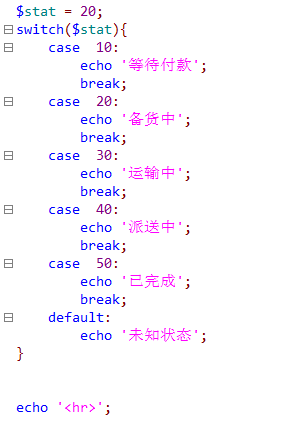 $stat = 20;
switch($stat){
    case  10:
        echo '等待付款';
        break;
    case  20:
        echo '备货中';
        break;
    case  30:
        echo '运输中';
        break;
    case  40:
        echo '派送中';
        break;
    case  50:
        echo '已完成';
        break;
    default:
        echo '未知状态';
}
echo '<hr>';